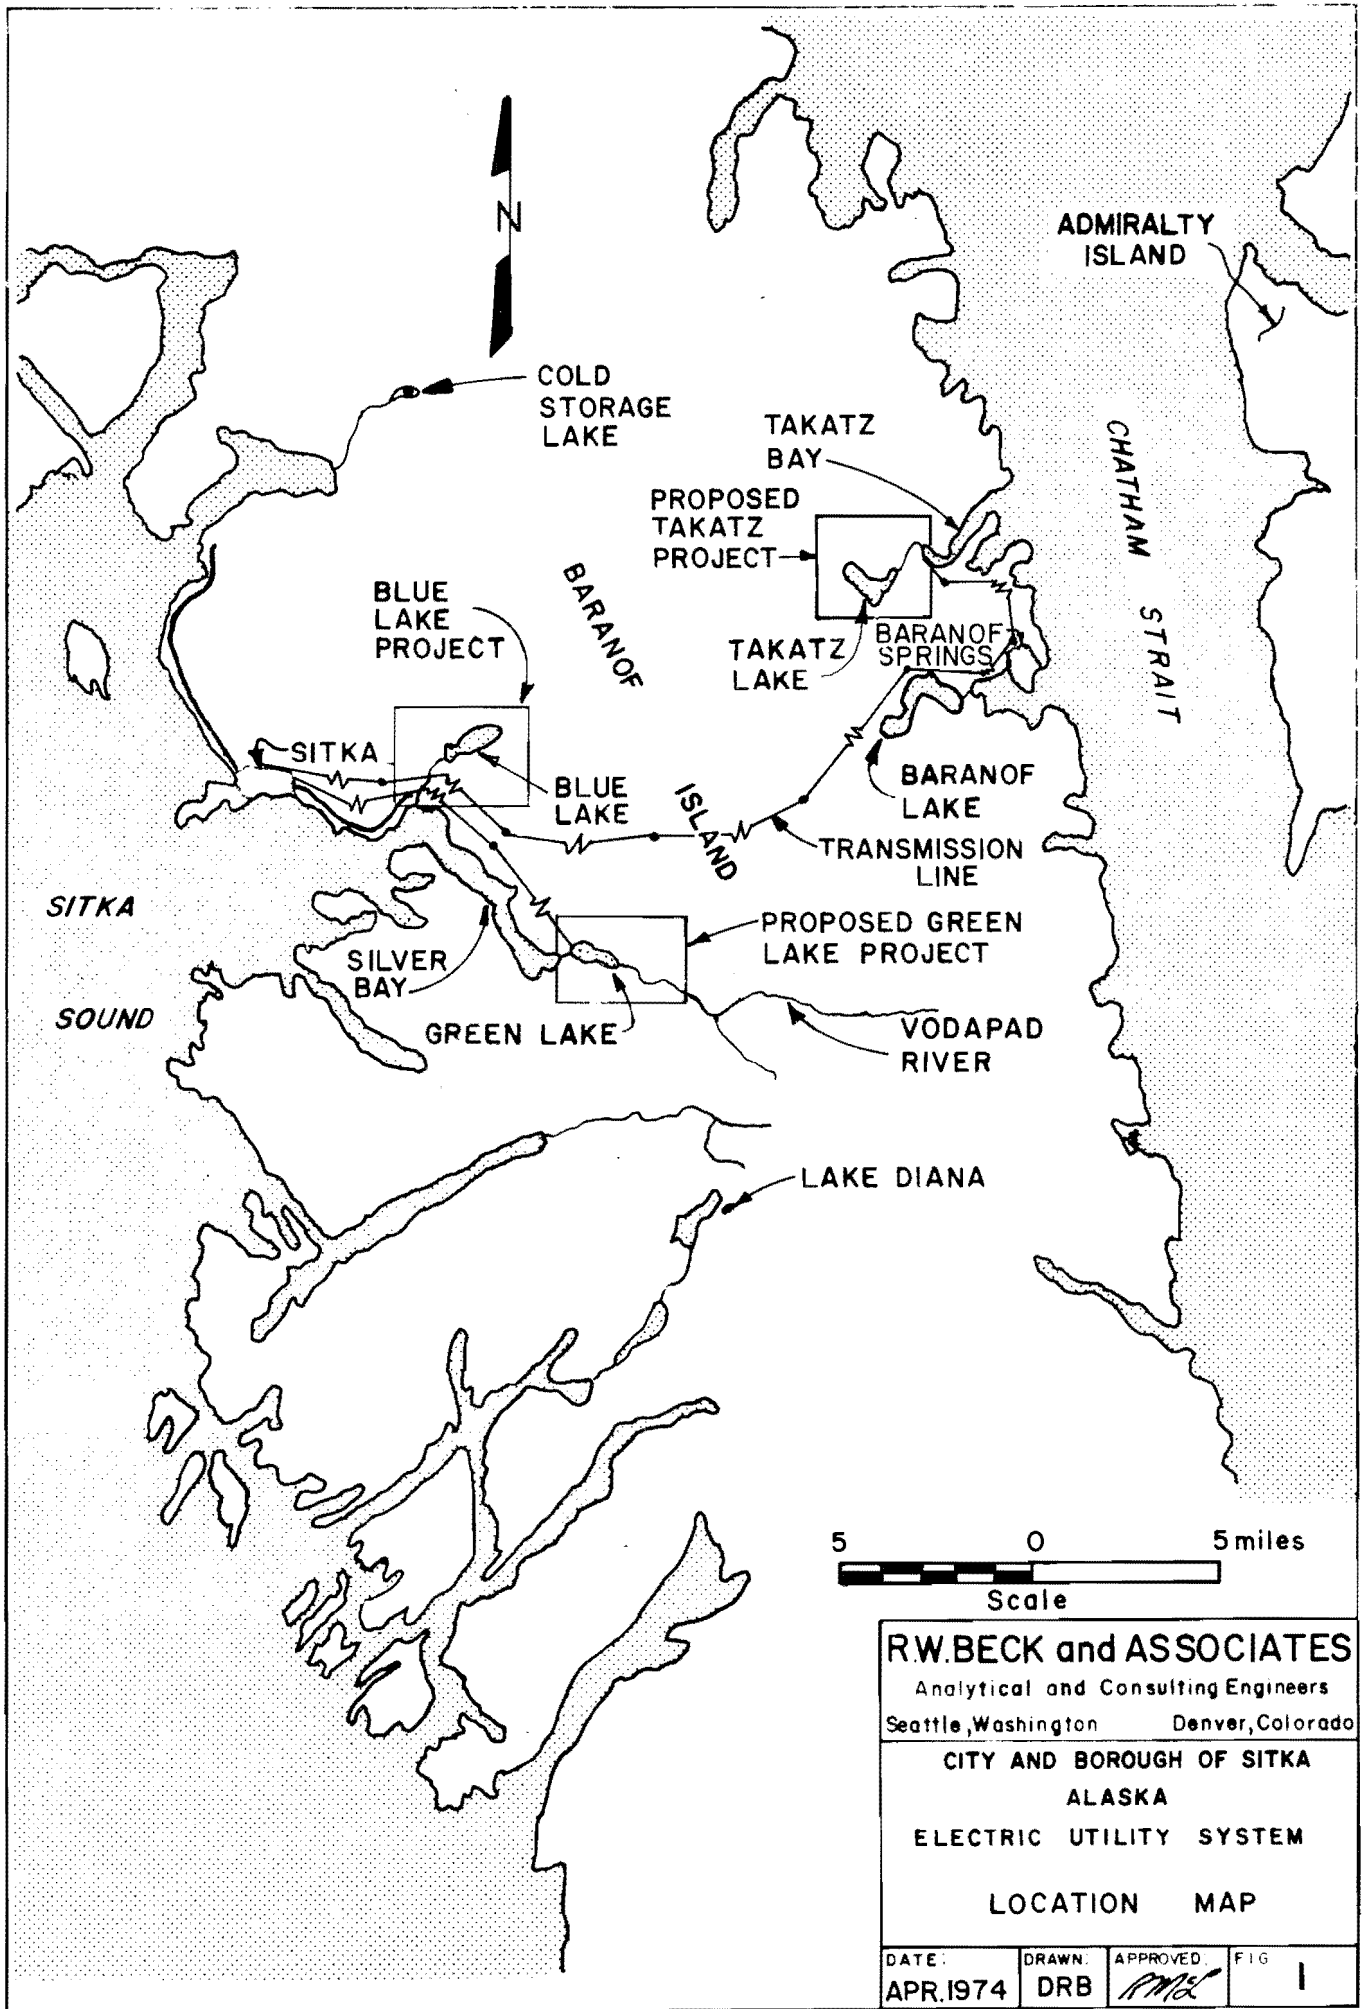 N
ADMIRALTY
ISLAND
COLD
STORAGE
LAKE
TAKATZ
BAY
CHATHAM STRAIT
PROPOSED
TAKATZ
PROJECT
BARANOF ISLAND
BLUE
LAKE
PROJECT
BARANOF
SPRINGS
TAKATZ
LAKE
SITKA
BLUE
LAKE
BARANOF
LAKE
TRANSMISSION
LINE
SITKA
SOUND
PROPOSED GREEN
LAKE PROJECT
SILVER
BAY
GREEN LAKE
VODAPAD
RIVER
LAKE DIANA
5 0 5 miles
Scale
R.W. BECK and ASSOCIATES
Analytical and Consulting Engineers
Seattle, Washington Denver, Colorado
CITY AND BOROUGH OF SITKA
ALASKA
ELECTRIC UTILITY SYSTEM
LOCATION MAP
DATE: DRAWN: APPROVED: FIG
APR. 1974 DRB 1